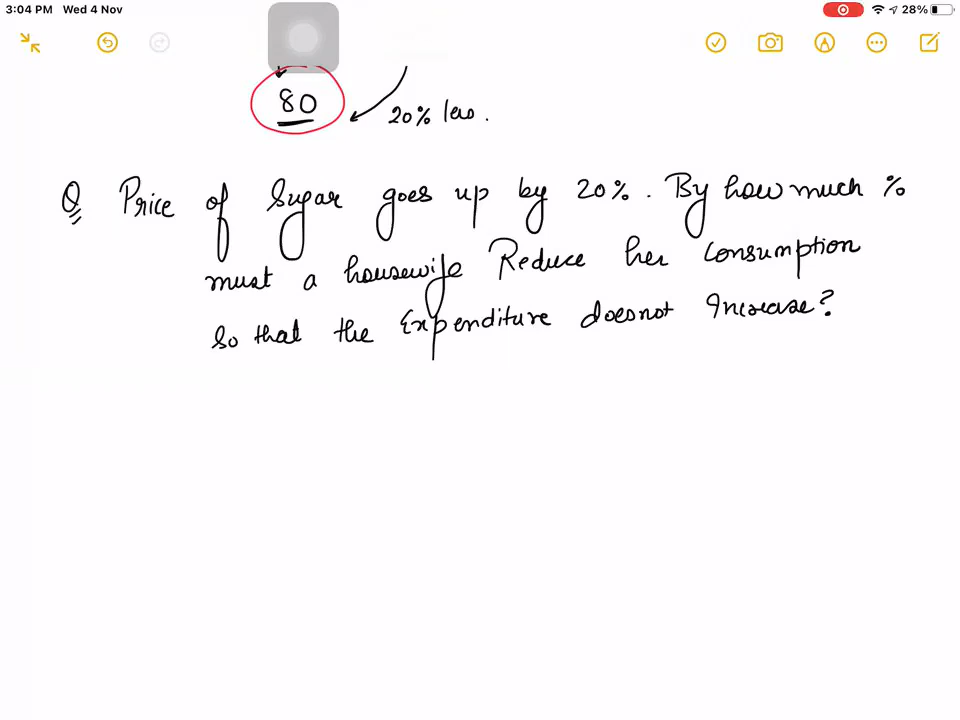 3:04 PM Wed 4 Nov 28%
80
20% less.
Q Price of Sugar goes up by 20%. By how much %
must a housewife Reduce her Consumption
So that the Expenditure doesnot Increase?